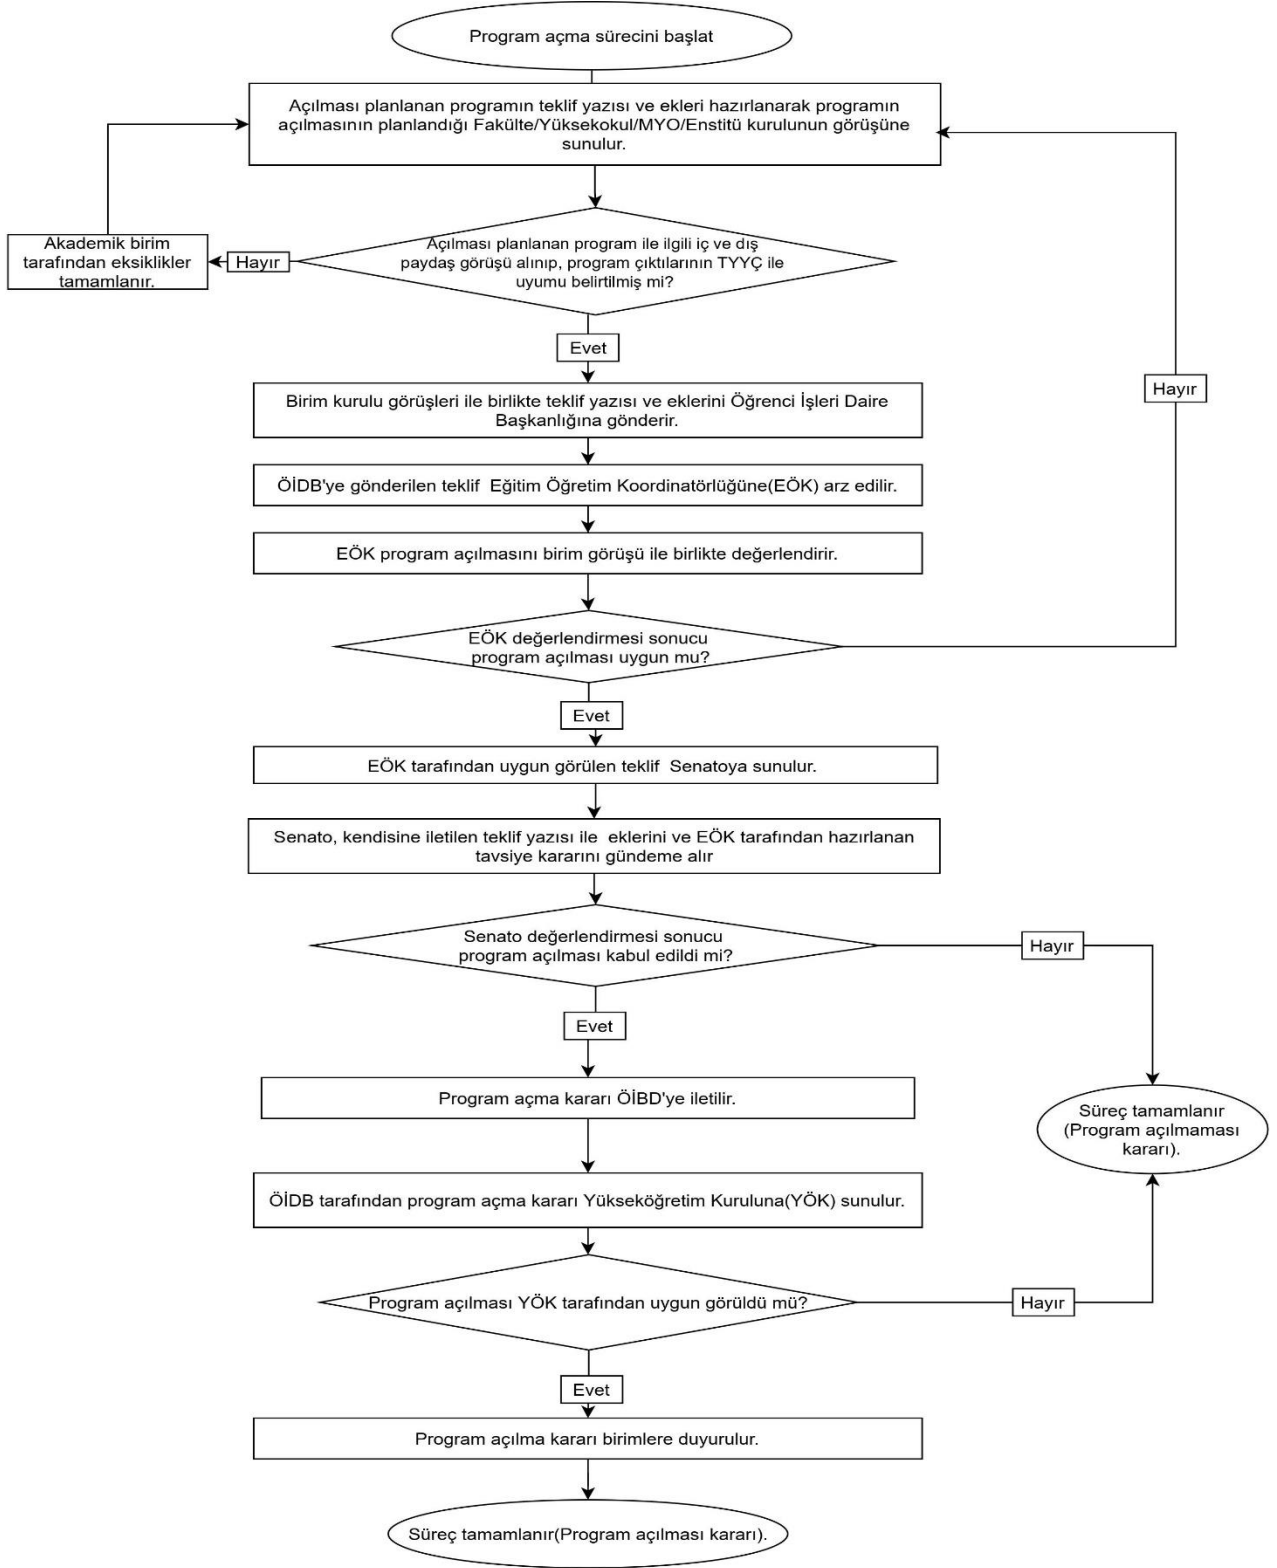 Program açma sürecini başlat
Açılması planlanan programın teklif yazısı ve ekleri hazırlanarak programın
açılmasının planlandığı Fakülte/Yüksekokul/MYO/Enstitü kurulunun görüşüne
sunulur.
Açılması planlanan program ile ilgili iç ve dış
paydaş görüşü alınıp, program çıktılarının TYYÇ ile
uyumu belirtilmiş mi?
Hayır
Akademik birim
tarafından eksiklikler
tamamlanır.
Evet
Birim kurulu görüşleri ile birlikte teklif yazısı ve eklerini Öğrenci İşleri Daire
Başkanlığına gönderir.
ÖİDB'ye gönderilen teklif  Eğitim Öğretim Koordinatörlüğüne(EÖK) arz edilir.
EÖK program açılmasını birim görüşü ile birlikte değerlendirir.
EÖK değerlendirmesi sonucu
program açılması uygun mu?
Hayır
Evet
EÖK tarafından uygun görülen teklif  Senatoya sunulur.
Senato, kendisine iletilen teklif yazısı ile  eklerini ve EÖK tarafından hazırlanan
tavsiye kararını gündeme alır
Senato değerlendirmesi sonucu
program açılması kabul edildi mi?
Hayır
Evet
Program açma kararı ÖİBD'ye iletilir.
Süreç tamamlanır
(Program açılmaması
kararı).
ÖİDB tarafından program açma kararı Yükseköğretim Kuruluna(YÖK) sunulur.
Program açılması YÖK tarafından uygun görüldü mü?
Hayır
Evet
Program açılma kararı birimlere duyurulur.
Süreç tamamlanır(Program açılması kararı).